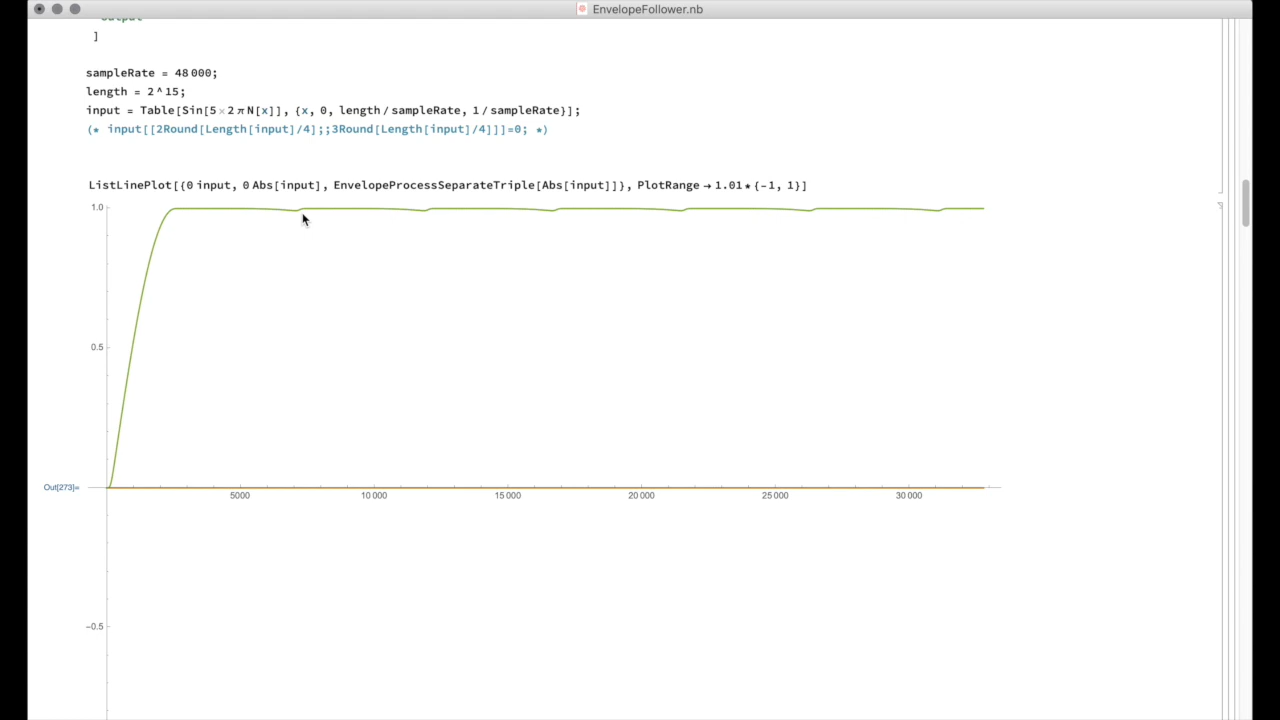 EnvelopeFollower.nb
output
]
sampleRate = 48 000;
length = 2^15;
input = Table[Sin[5×2πN[x]], {x, 0, length/sampleRate, 1/sampleRate}];
(* input[[2Round[Length[input]/4];;3Round[Length[input]/4]]]=0; *)
ListLinePlot[{0 input, 0 Abs[input], EnvelopeProcessSeparateTriple[Abs[input]]}, PlotRange→1.01*{-1, 1}]
1.0
0.5
Out[273]=
5000 10 000 15 000 20 000 25 000 30 000
-0.5